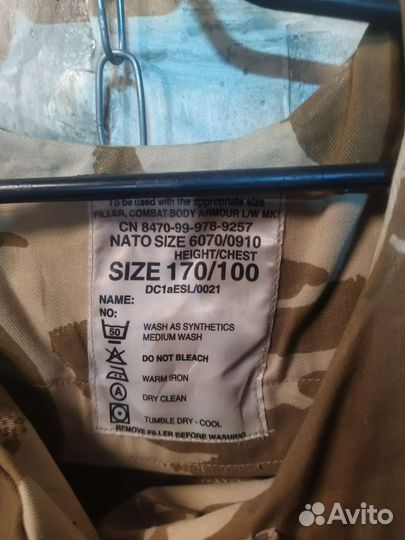 To be used with the appropriate size
FILLER, COMBAT BODY ARMOUR L/W MK1
CN 8470-99-978-9257
NATO SIZE 6070/0910
HEIGHT/CHEST
SIZE 170/100
DC1aESL/0021
NAME:
NO:
50
WASH AS SYNTHETICS
MEDIUM WASH
DO NOT BLEACH
WARM IRON
A
DRY CLEAN
TUMBLE DRY - COOL
REMOVE FILLER BEFORE WASHING
Avito